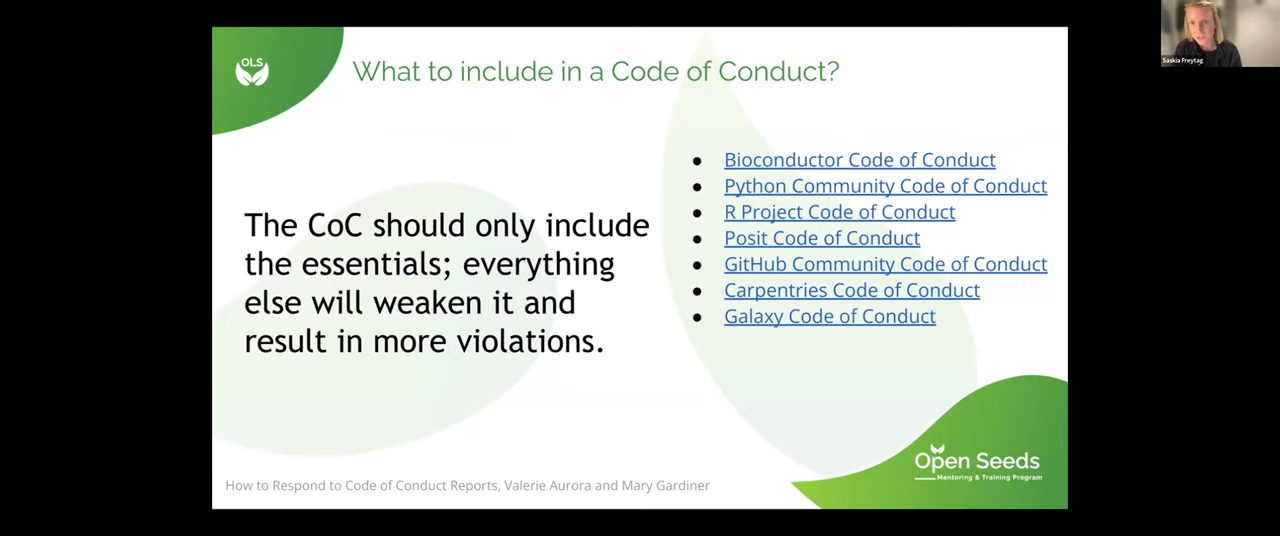 OLS
What to include in a Code of Conduct?
The CoC should only include
the essentials; everything
else will weaken it and
result in more violations.
Bioconductor Code of Conduct
Python Community Code of Conduct
R Project Code of Conduct
Posit Code of Conduct
GitHub Community Code of Conduct
Carpentries Code of Conduct
Galaxy Code of Conduct
How to Respond to Code of Conduct Reports, Valerie Aurora and Mary Gardiner
Open Seeds
Mentoring & Training Program
Saskia Freytag